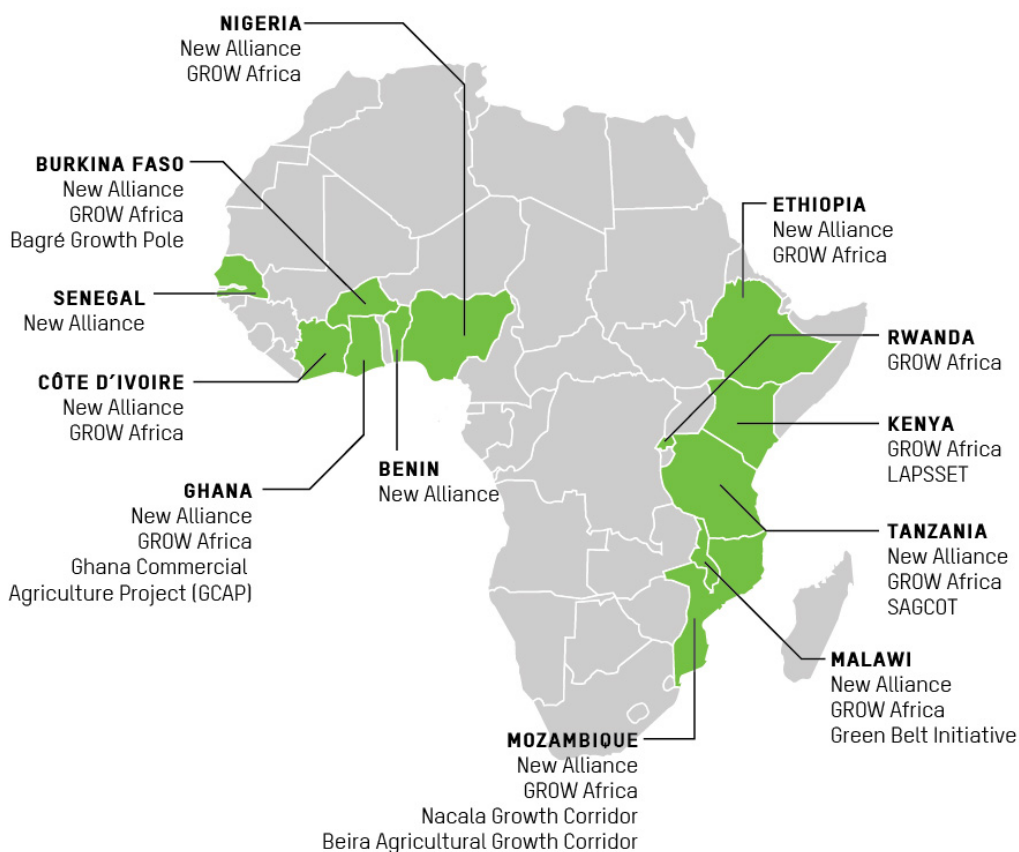 NIGERIA
New Alliance
GROW Africa
BURKINA FASO
New Alliance
GROW Africa
Bagré Growth Pole
SENEGAL
New Alliance
CÔTE D'IVOIRE
New Alliance
GROW Africa
GHANA
New Alliance
GROW Africa
Ghana Commercial
Agriculture Project (GCAP)
BENIN
New Alliance
ETHIOPIA
New Alliance
GROW Africa
RWANDA
GROW Africa
KENYA
GROW Africa
LAPSSET
TANZANIA
New Alliance
GROW Africa
SAGCOT
MALAWI
New Alliance
GROW Africa
Green Belt Initiative
MOZAMBIQUE
New Alliance
GROW Africa
Nacala Growth Corridor
Beira Agricultural Growth Corridor